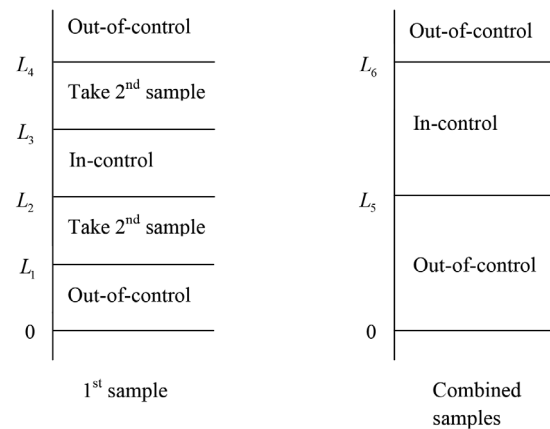 Out-of-control
L4
Take 2nd sample
L3
In-control
L2
Take 2nd sample
L1
Out-of-control
0
1st sample
Out-of-control
L6
In-control
L5
Out-of-control
0
Combined
samples